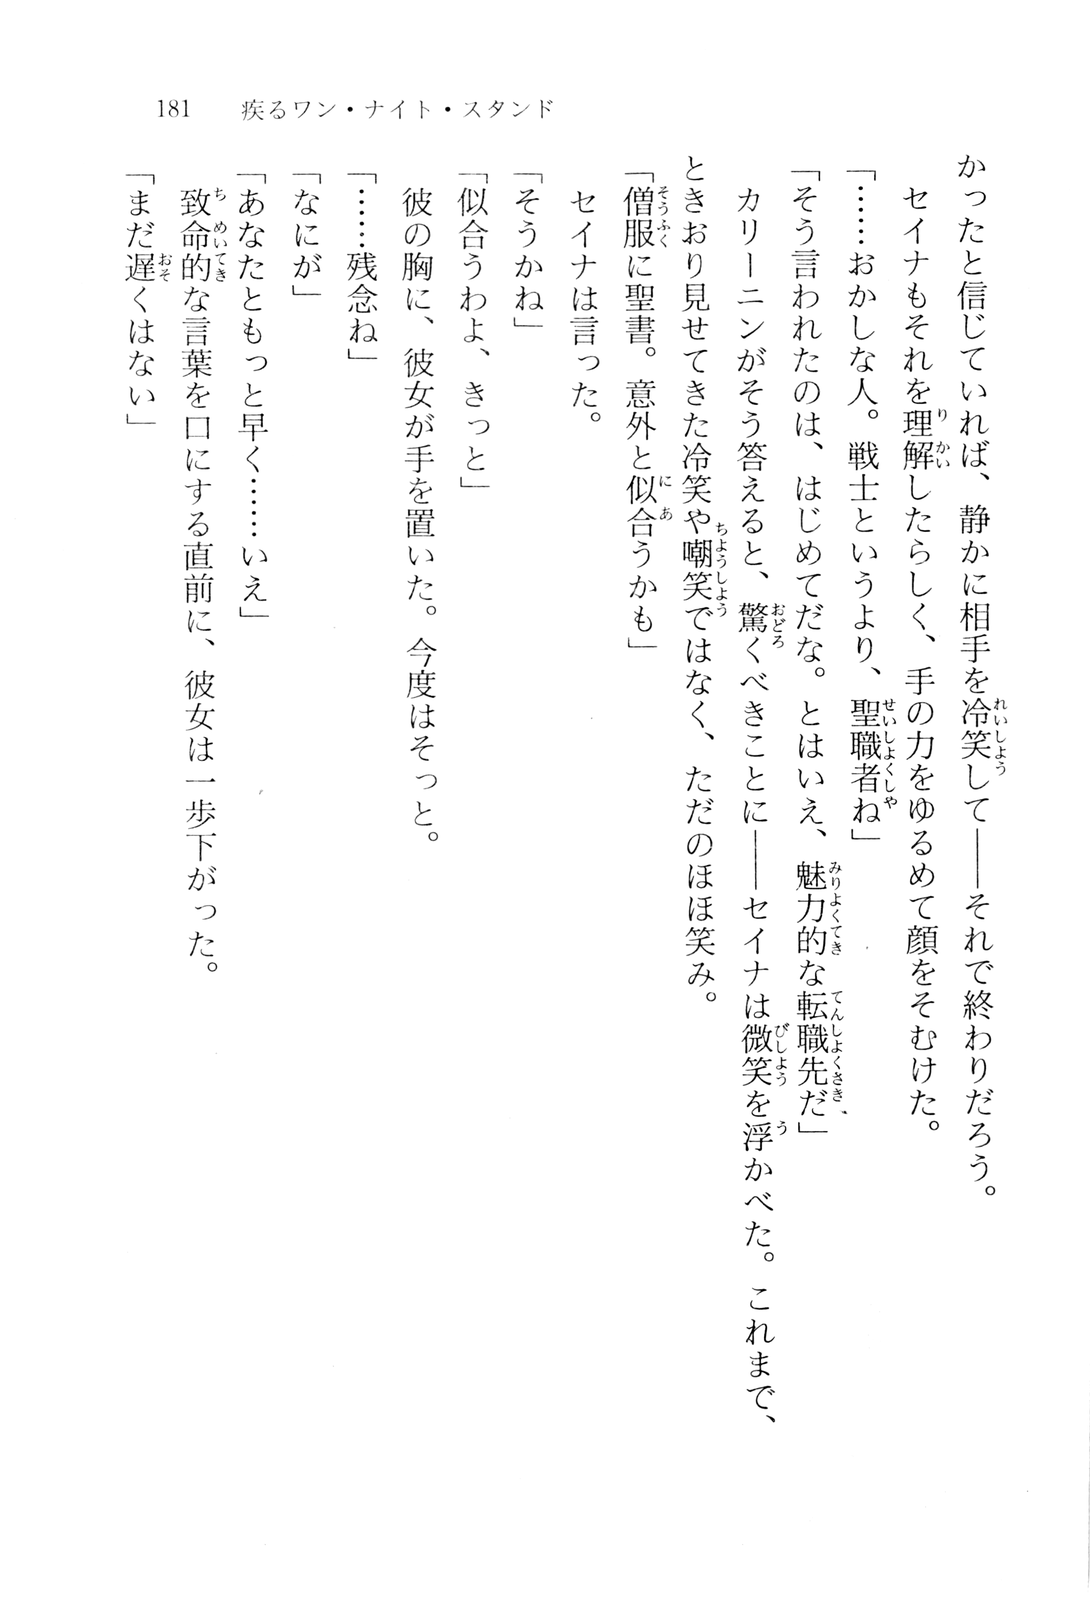 181　疾るワン・ナイト・スタンド
かったと信じていれば、静かに相手を冷笑して――それで終わりだろう。
　セイナもそれを理解したらしく、手の力をゆるめて顔をそむけた。
「……おかしな人。戦士というより、聖職者ね」
「そう言われたのは、はじめてだな。とはいえ、魅力的な転職先だ」
　カリーニンがそう答えると、驚くべきことに――セイナは微笑を浮かべた。これまで、
ときおり見せてきた冷笑や嘲笑ではなく、ただのほほ笑み。
「僧服に聖書。意外と似合うかも」
　セイナは言った。
「そうかね」
「似合うわよ、きっと」
　彼の胸に、彼女が手を置いた。今度はそっと。
「……残念ね」
「なにが」
「あなたともっと早く……いえ」
　致命的な言葉を口にする直前に、彼女は一歩下がった。
「まだ遅くはない」